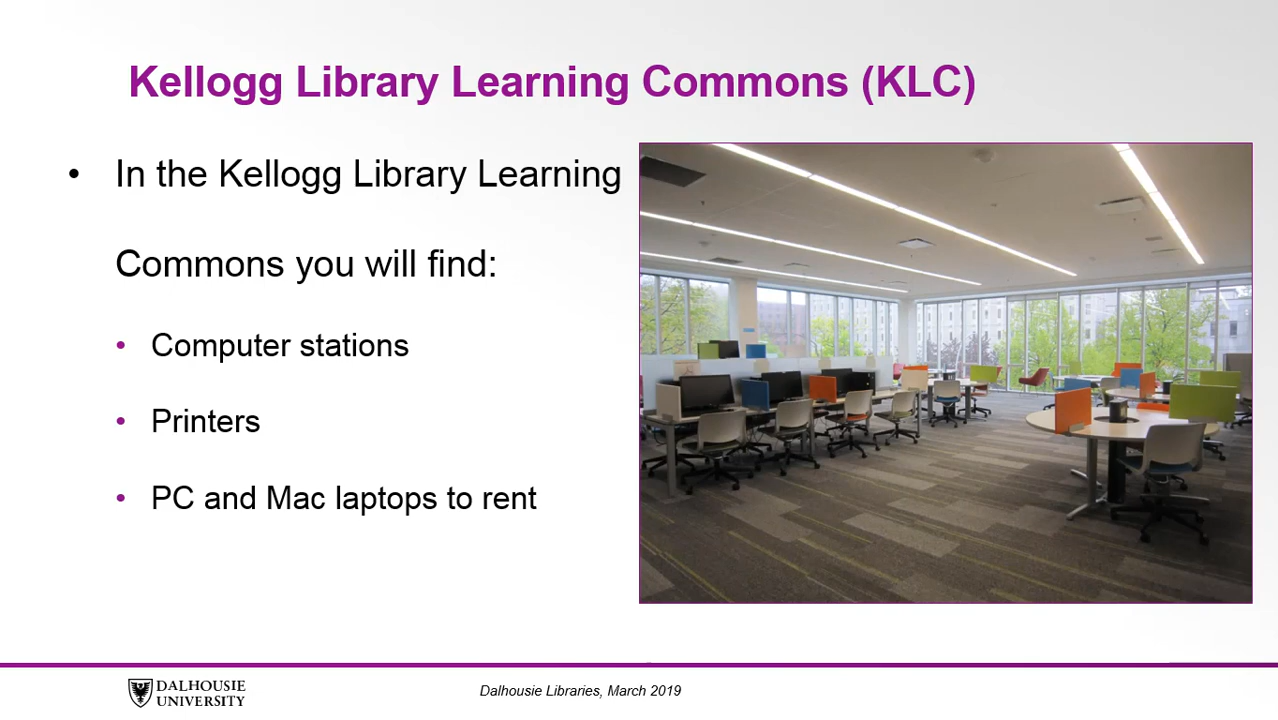 Kellogg Library Learning Commons (KLC)
• In the Kellogg Library Learning
Commons you will find:
• Computer stations
• Printers
• PC and Mac laptops to rent
DALHOUSIE
UNIVERSITY
Dalhousie Libraries, March 2019